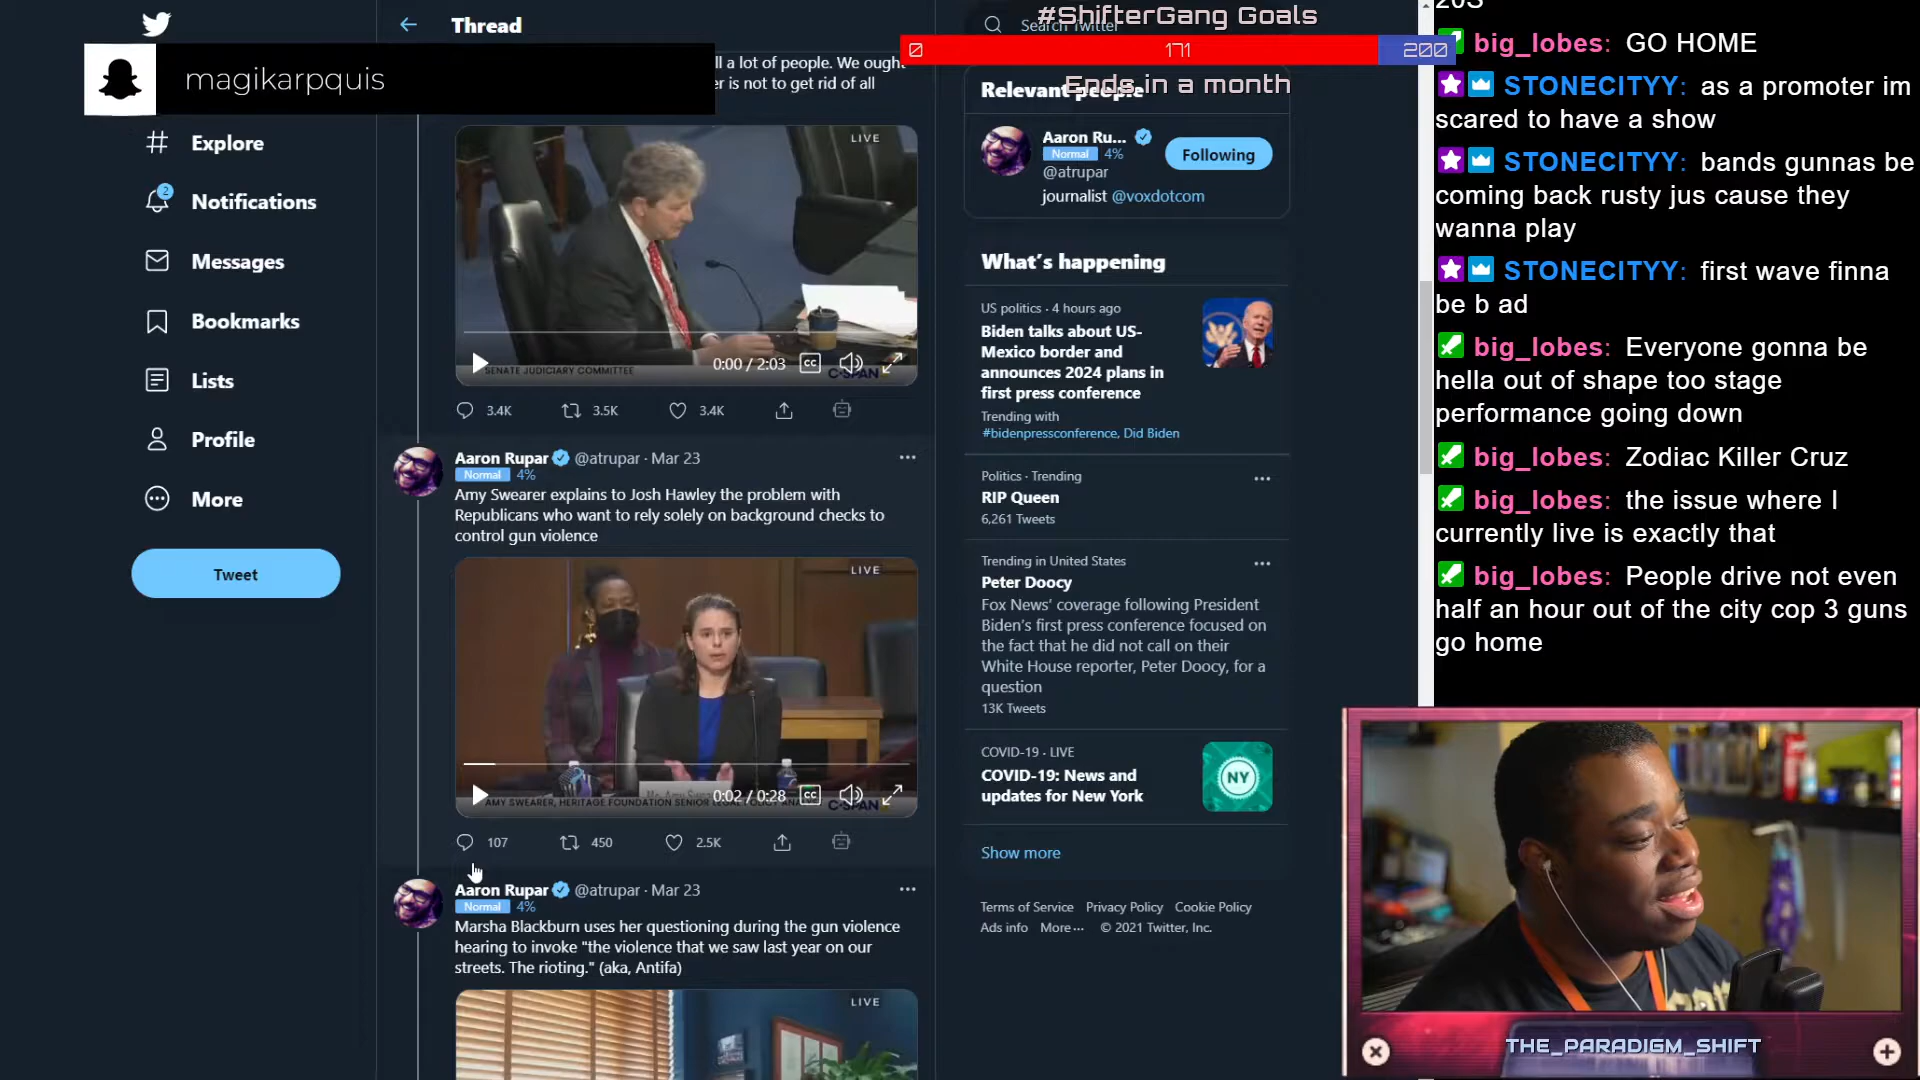 magikarpquis
Explore
2
Notifications
Messages
Bookmarks
Lists
Profile
More
Tweet
Thread
ll a lot of people. We ought
er is not to get rid of all
LIVE
SENATE JUDICIARY COMMITTEE
0:00 / 2:03
CC
C-SPAN
3.4K
3.5K
3.4K
Aaron Rupar @atrupar · Mar 23
Normal 4%
Amy Swearer explains to Josh Hawley the problem with
Republicans who want to rely solely on background checks to
control gun violence
LIVE
0:02 / 0:28
CC
AMY SWEARER, HERITAGE FOUNDATION SENIOR LEGAL POLICY
C-SPAN
107
450
2.5K
Aaron Rupar @atrupar · Mar 23
Normal 4%
Marsha Blackburn uses her questioning during the gun violence
hearing to invoke "the violence that we saw last year on our
streets. The rioting." (aka, Antifa)
LIVE
#ShifterGang Goals
Search Twitter
0 171 200
Ends in a month
Relevant people
Aaron Ru...
Normal 4%
@atrupar
Following
journalist @voxdotcom
What's happening
US politics · 4 hours ago
Biden talks about US-
Mexico border and
announces 2024 plans in
first press conference
Trending with
#bidenpressconference, Did Biden
Politics · Trending
RIP Queen
6,261 Tweets
Trending in United States
Peter Doocy
Fox News' coverage following President
Biden's first press conference focused on
the fact that he did not call on their
White House reporter, Peter Doocy, for a
question
13K Tweets
COVID-19 · LIVE
COVID-19: News and
updates for New York
NY
Show more
Terms of Service Privacy Policy Cookie Policy
Ads info More··· © 2021 Twitter, Inc.
big_lobes: GO HOME
STONECITYY: as a promoter im
scared to have a show
STONECITYY: bands gunnas be
coming back rusty jus cause they
wanna play
STONECITYY: first wave finna
be b ad
big_lobes: Everyone gonna be
hella out of shape too stage
performance going down
big_lobes: Zodiac Killer Cruz
big_lobes: the issue where I
currently live is exactly that
big_lobes: People drive not even
half an hour out of the city cop 3 guns
go home
THE_PARADIGM_SHIFT